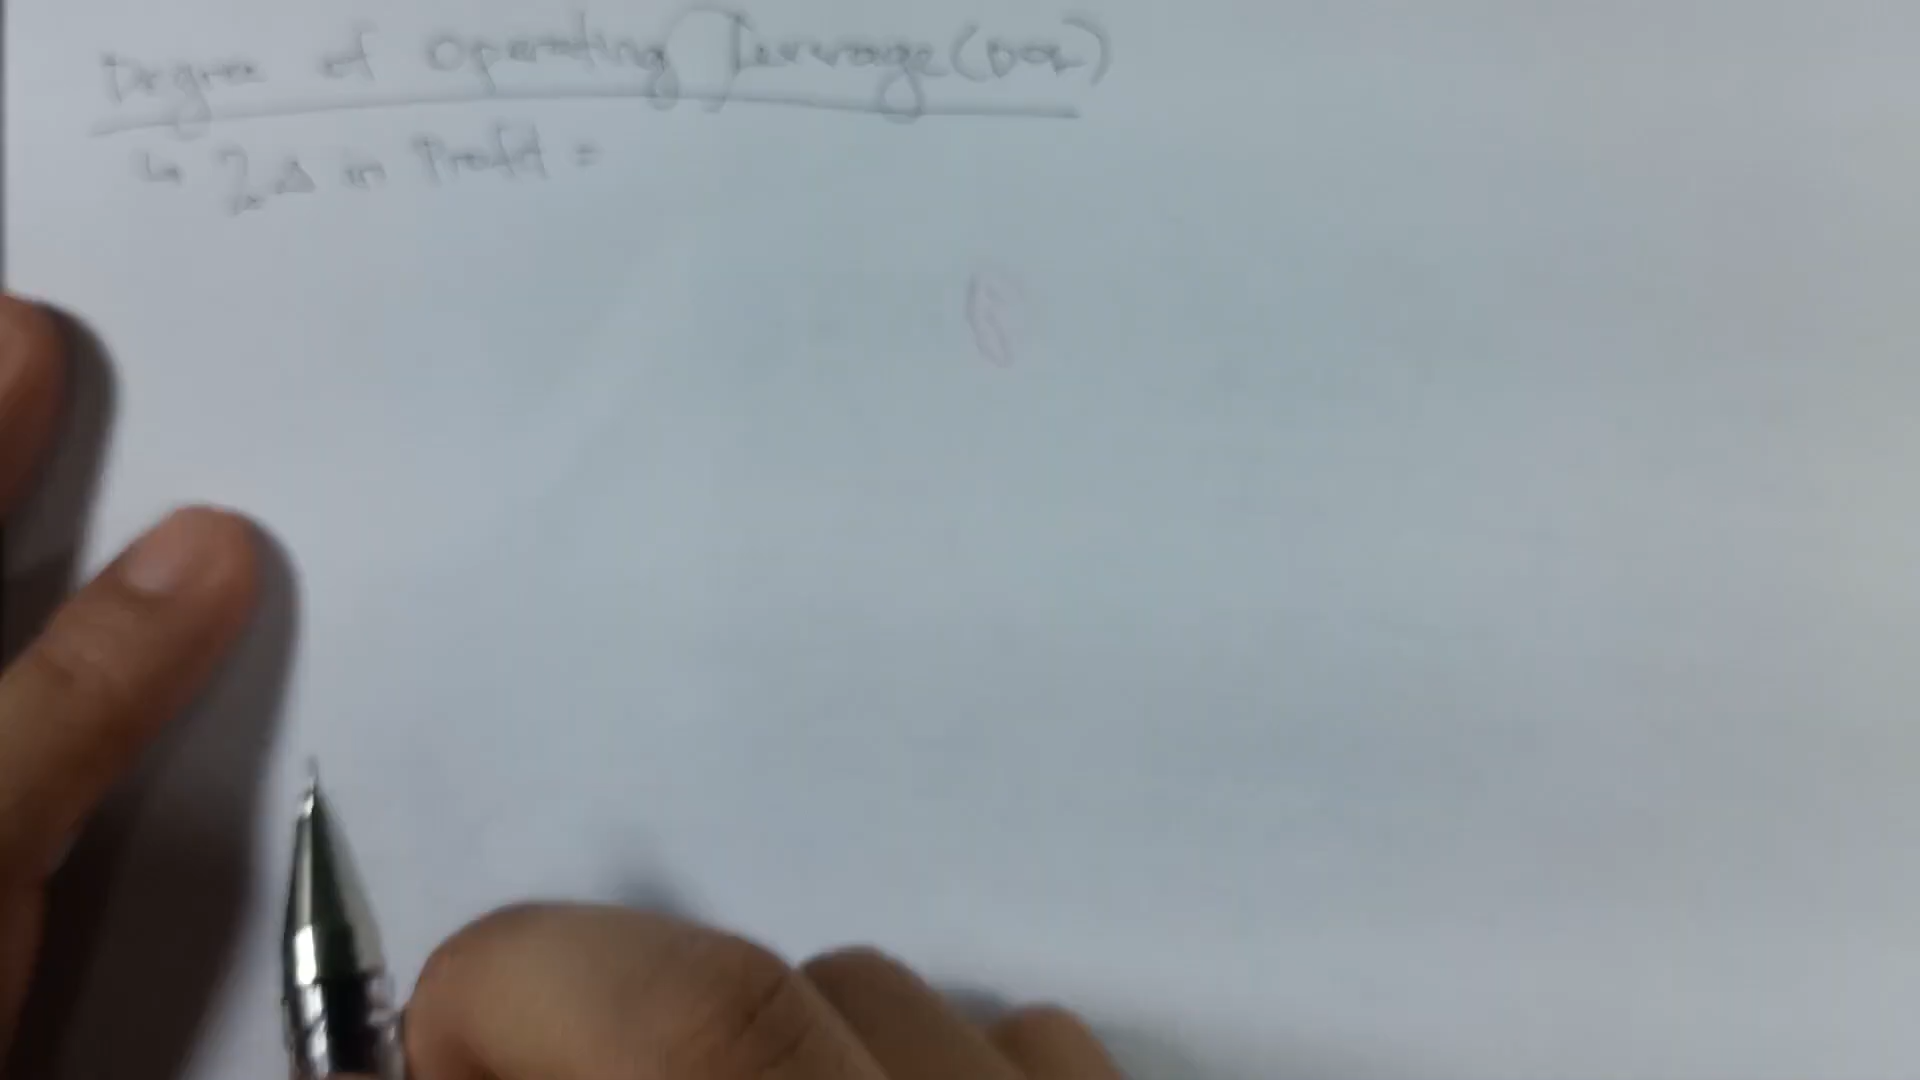 Degree of Operating Leverage (DOL)
↳ % Δ in Profit =